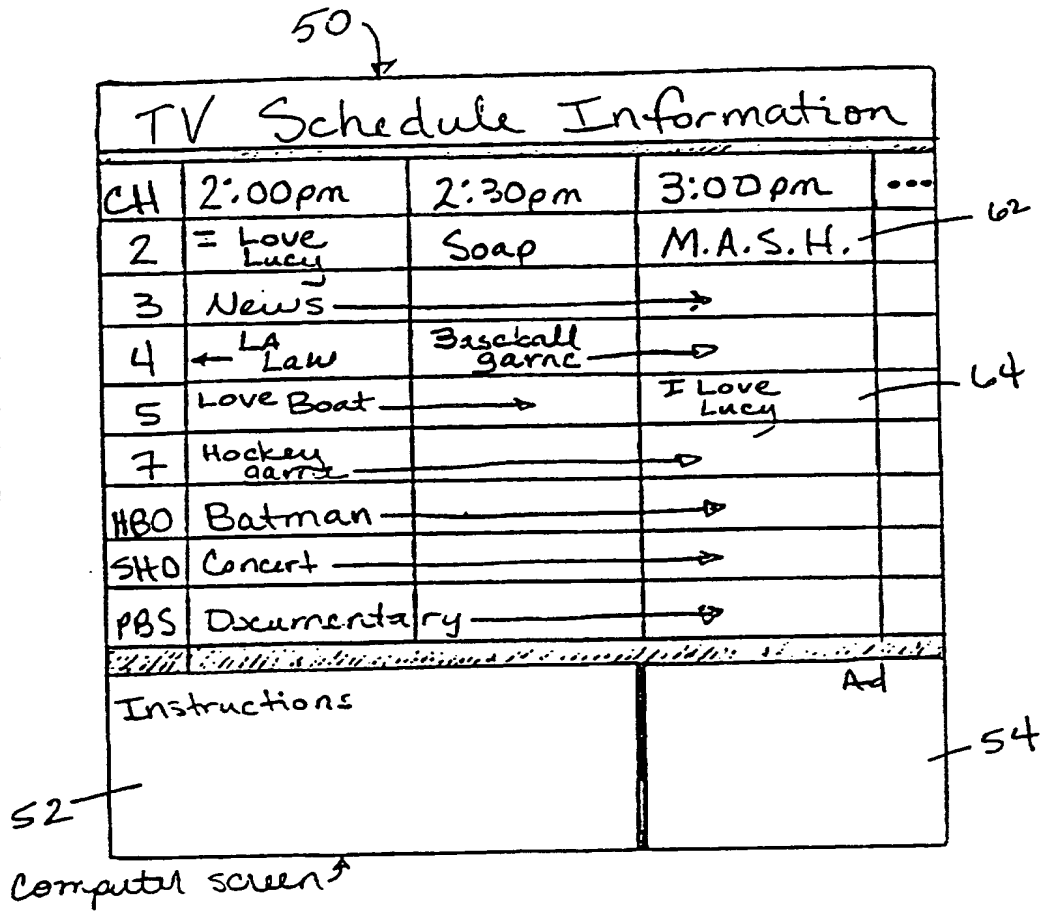 50
TV Schedule Information
CH 2:00pm 2:30pm 3:00pm ...
2 I Love Lucy Soap M.A.S.H. 62
3 News
4 LA Law Baseball game
5 Love Boat I Love Lucy 64
7 Hockey game
HBO Batman
SHO Concert
PBS Documentary
Instructions Ad
54
52
Computer screen